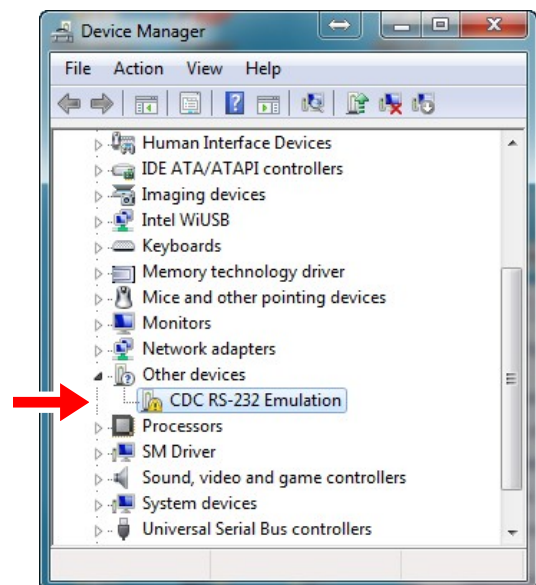 Device Manager
File Action View Help
Human Interface Devices
IDE ATA/ATAPI controllers
Imaging devices
Intel WiUSB
Keyboards
Memory technology driver
Mice and other pointing devices
Monitors
Network adapters
Other devices
CDC RS-232 Emulation
Processors
SM Driver
Sound, video and game controllers
System devices
Universal Serial Bus controllers